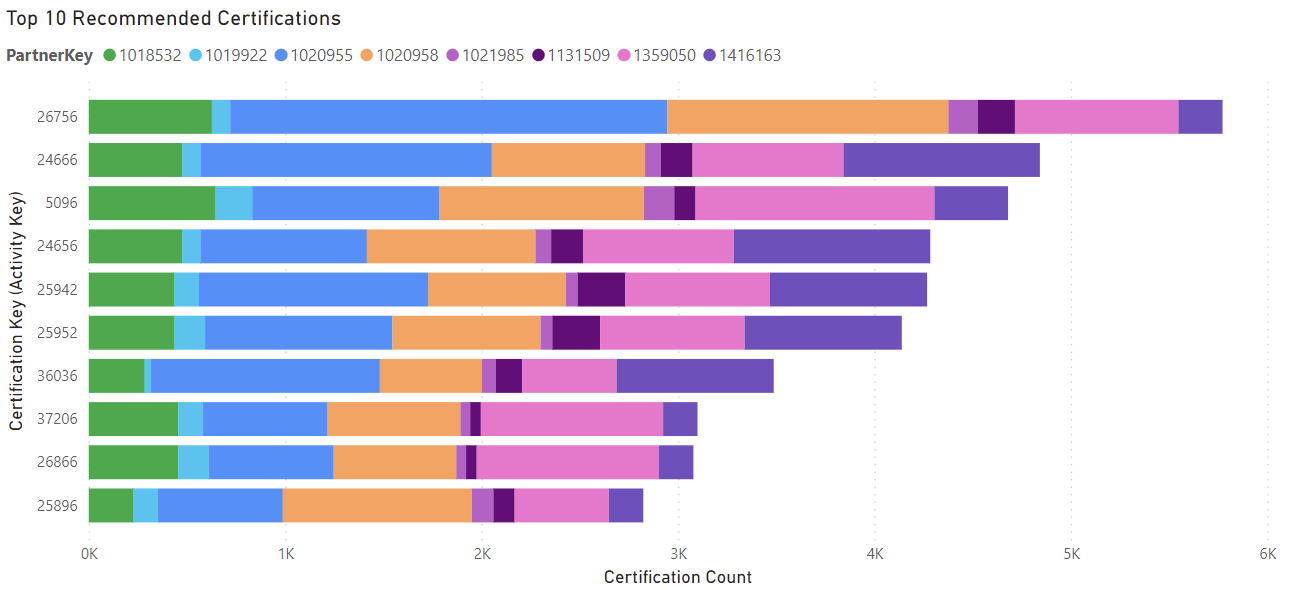 Top 10 Recommended Certifications
PartnerKey 1018532 1019922 1020955 1020958 1021985 1131509 1359050 1416163
Certification Key (Activity Key)
26756
24666
5096
24656
25942
25952
36036
37206
26866
25896
0K 1K 2K 3K 4K 5K 6K
Certification Count